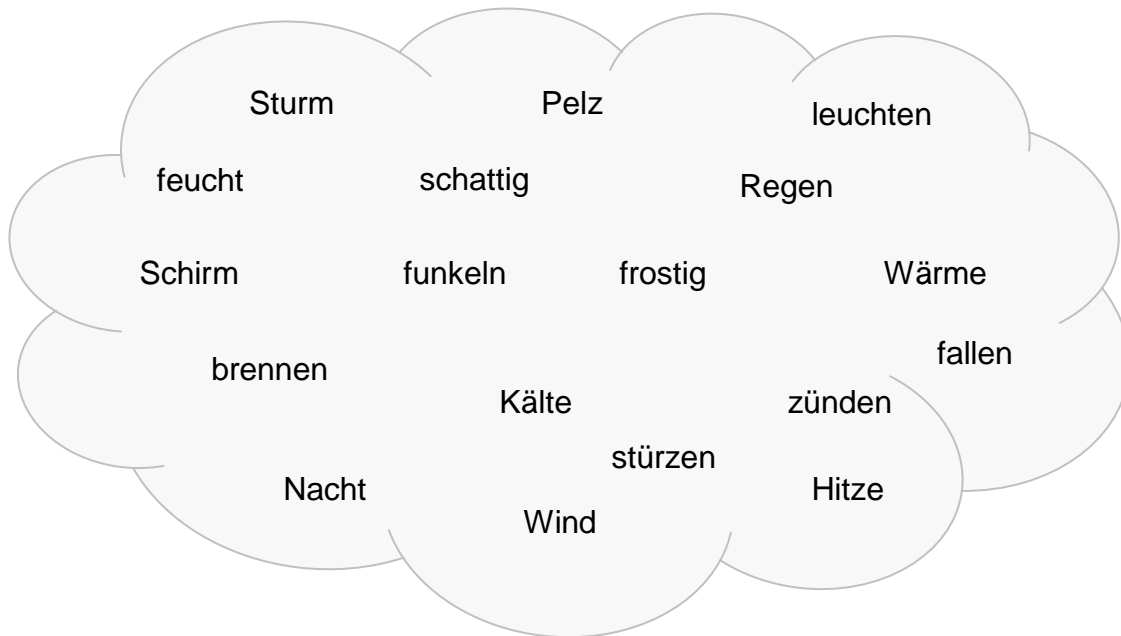 Sturm Pelz leuchten
feucht schattig Regen
Schirm funkeln frostig Wärme
brennen fallen
Kälte zünden
stürzen
Nacht Hitze
Wind